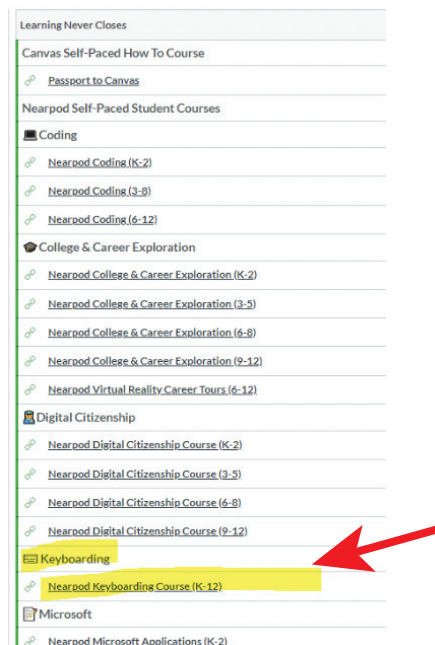 Learning Never Closes
Canvas Self-Paced How To Course
Passport to Canvas
Nearpod Self-Paced Student Courses
Coding
Nearpod Coding (K-2)
Nearpod Coding (3-8)
Nearpod Coding (6-12)
College & Career Exploration
Nearpod College & Career Exploration (K-2)
Nearpod College & Career Exploration (3-5)
Nearpod College & Career Exploration (6-8)
Nearpod College & Career Exploration (9-12)
Nearpod Virtual Reality Career Tours (6-12)
Digital Citizenship
Nearpod Digital Citizenship Course (K-2)
Nearpod Digital Citizenship Course (3-5)
Nearpod Digital Citizenship Course (6-8)
Nearpod Digital Citizenship Course (9-12)
Keyboarding
Nearpod Keyboarding Course (K-12)
Microsoft
Nearpod Microsoft Applications (K-2)